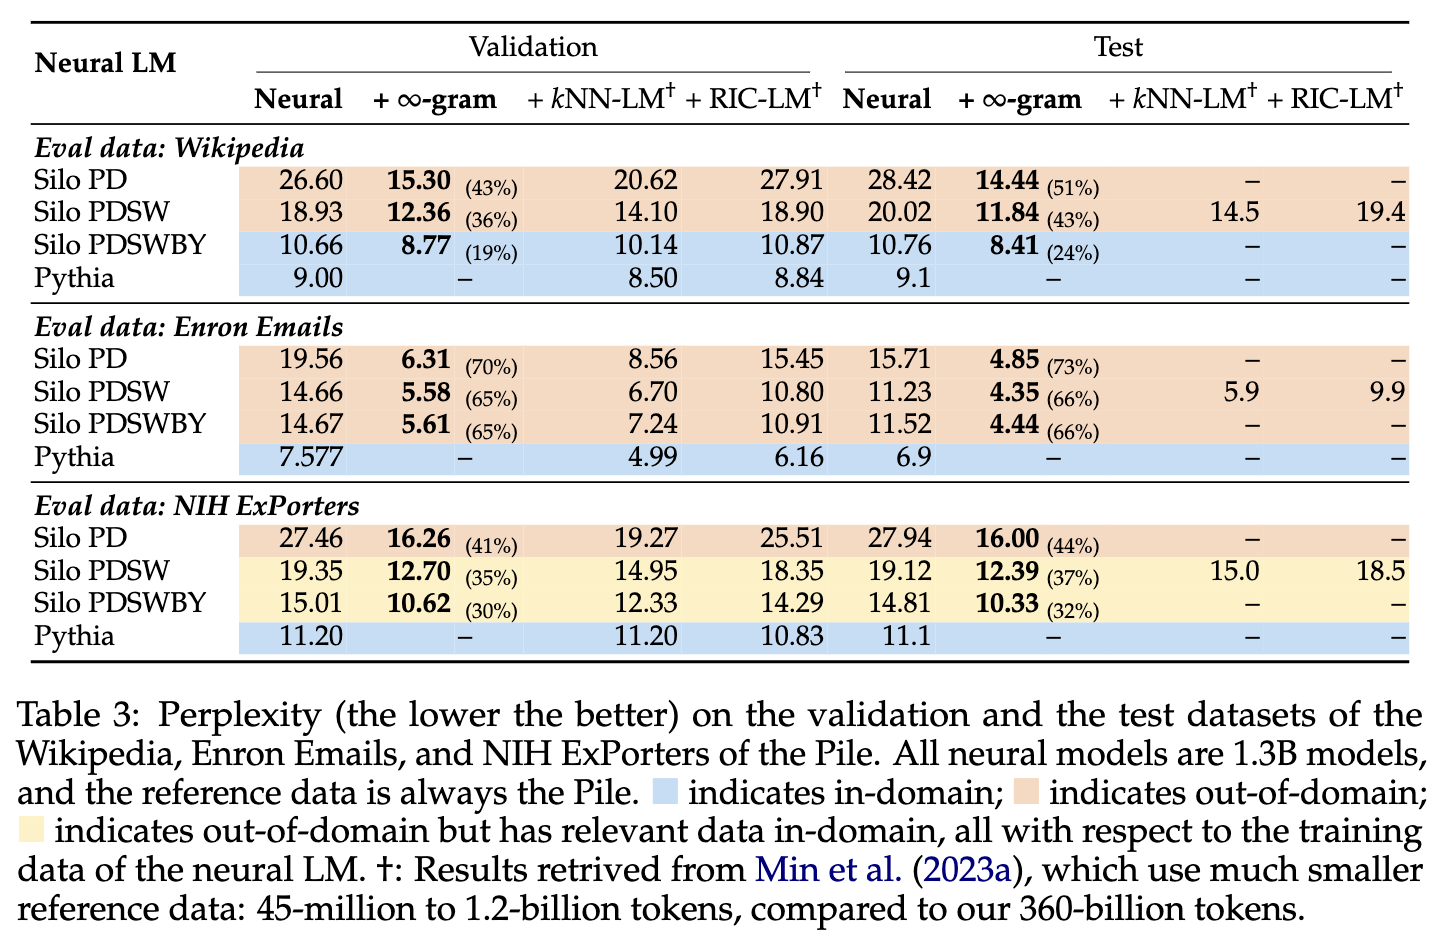 Neural LM Validation Test
Neural + ∞-gram + kNN-LM† + RIC-LM† Neural + ∞-gram + kNN-LM† + RIC-LM†
Eval data: Wikipedia
Silo PD 26.60 15.30 (43%) 20.62 27.91 28.42 14.44 (51%) – –
Silo PDSW 18.93 12.36 (36%) 14.10 18.90 20.02 11.84 (43%) 14.5 19.4
Silo PDSWBY 10.66 8.77 (19%) 10.14 10.87 10.76 8.41 (24%) – –
Pythia 9.00 – 8.50 8.84 9.1 – – –
Eval data: Enron Emails
Silo PD 19.56 6.31 (70%) 8.56 15.45 15.71 4.85 (73%) – –
Silo PDSW 14.66 5.58 (65%) 6.70 10.80 11.23 4.35 (66%) 5.9 9.9
Silo PDSWBY 14.67 5.61 (65%) 7.24 10.91 11.52 4.44 (66%) – –
Pythia 7.577 – 4.99 6.16 6.9 – – –
Eval data: NIH ExPorters
Silo PD 27.46 16.26 (41%) 19.27 25.51 27.94 16.00 (44%) – –
Silo PDSW 19.35 12.70 (35%) 14.95 18.35 19.12 12.39 (37%) 15.0 18.5
Silo PDSWBY 15.01 10.62 (30%) 12.33 14.29 14.81 10.33 (32%) – –
Pythia 11.20 – 11.20 10.83 11.1 – – –
Table 3: Perplexity (the lower the better) on the validation and the test datasets of the
Wikipedia, Enron Emails, and NIH ExPorters of the Pile. All neural models are 1.3B models,
and the reference data is always the Pile. indicates in-domain; indicates out-of-domain;
indicates out-of-domain but has relevant data in-domain, all with respect to the training
data of the neural LM. †: Results retrived from Min et al. (2023a), which use much smaller
reference data: 45-million to 1.2-billion tokens, compared to our 360-billion tokens.